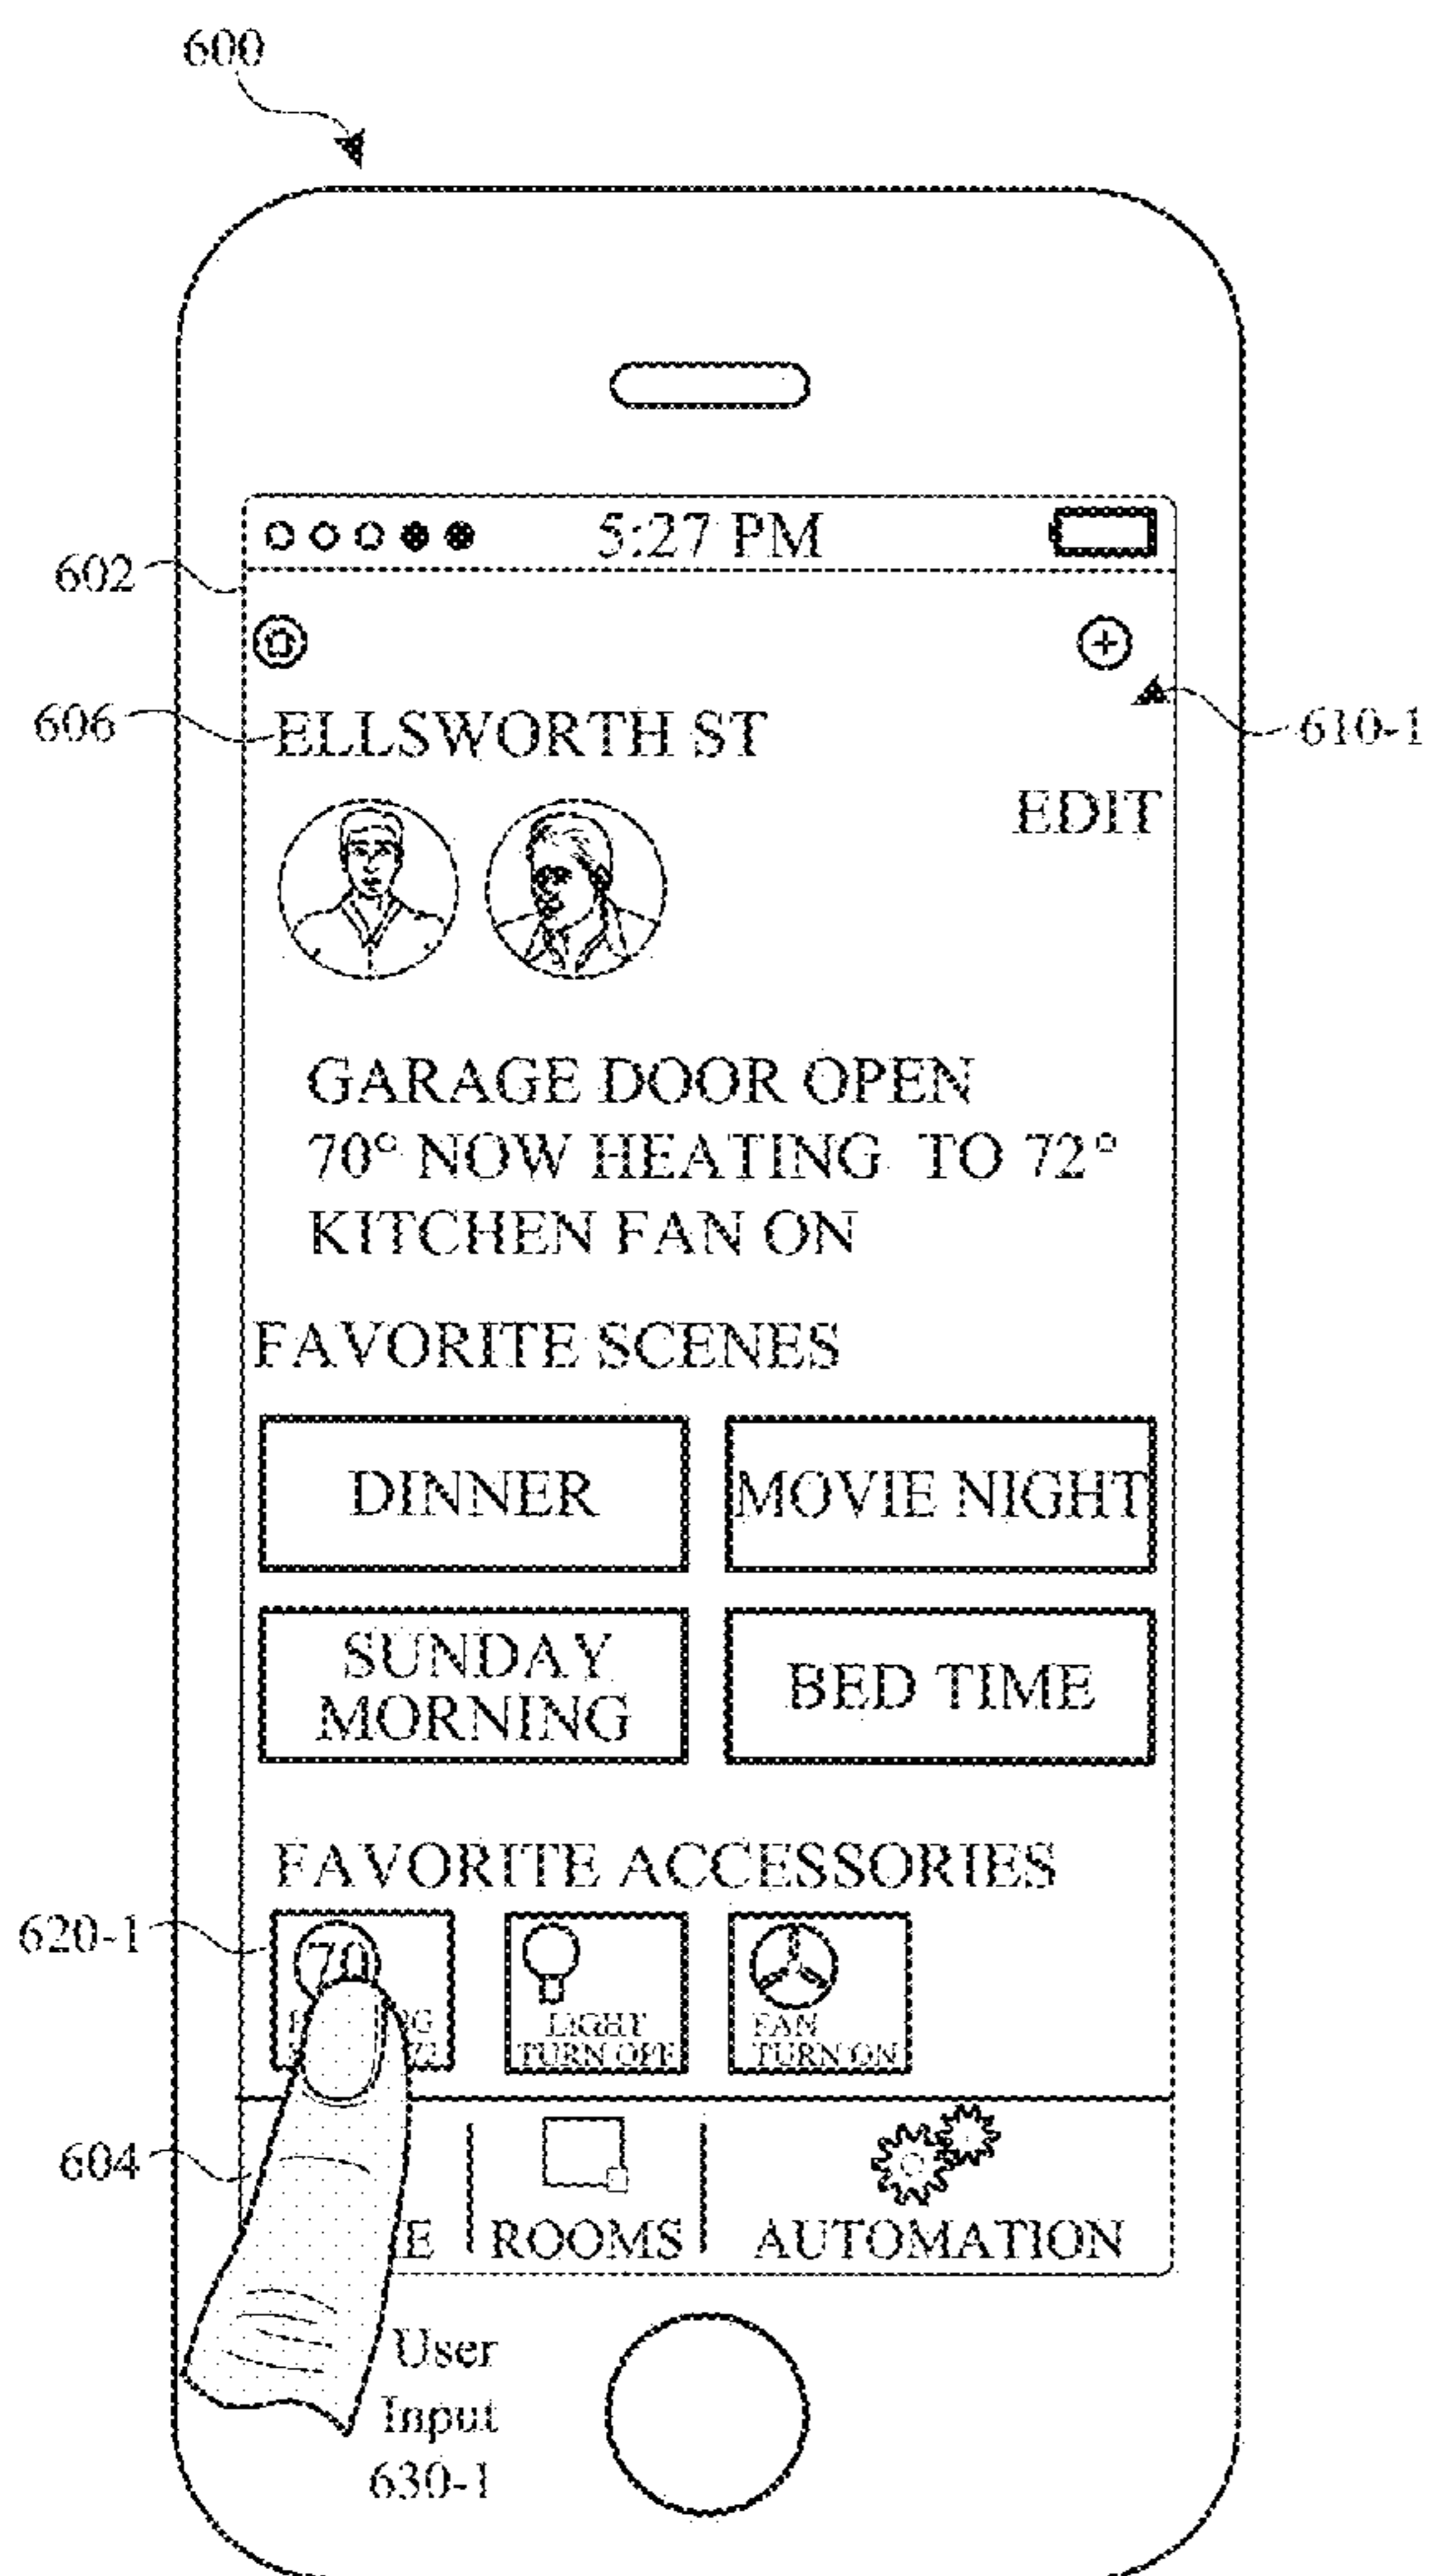 600
5:27 PM
602
606
ELLSWORTH ST
610-1
EDIT
GARAGE DOOR OPEN
70° NOW HEATING TO 72°
KITCHEN FAN ON
FAVORITE SCENES
DINNER
MOVIE NIGHT
SUNDAY
MORNING
BED TIME
FAVORITE ACCESSORIES
620-1
70
LIGHT
TURN OFF
FAN
TURN ON
604
ROOMS
AUTOMATION
User
Input
630-1